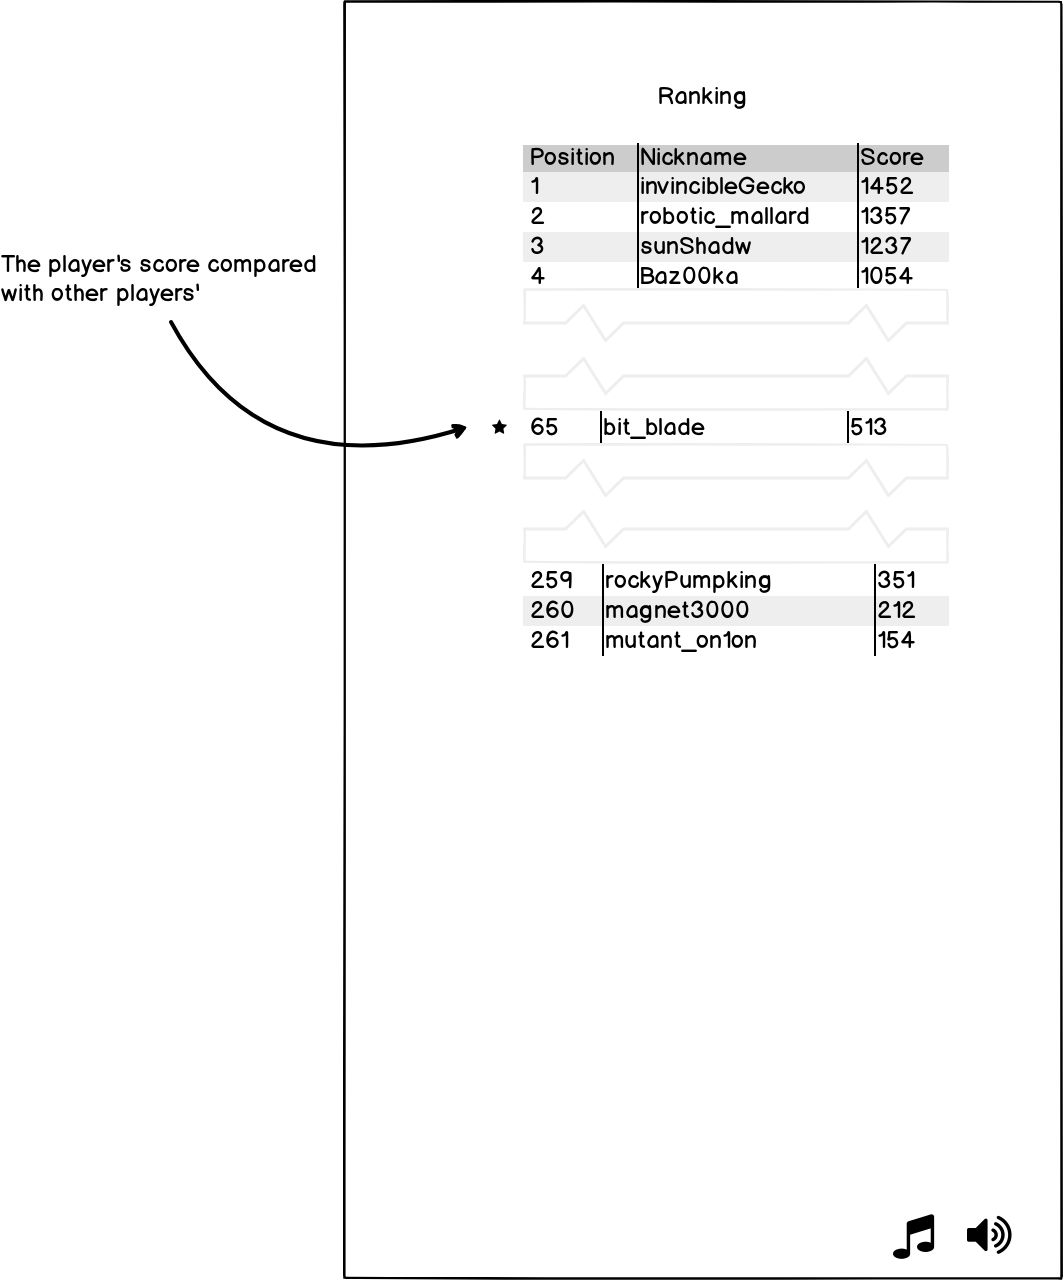 Ranking
Position Nickname Score
1 invincibleGecko 1452
2 robotic_mallard 1357
3 sunShadw 1237
4 Baz00ka 1054
The player's score compared
with other players'
65 bit_blade 513
259 rockyPumpking 351
260 magnet3000 212
261 mutant_on1on 154